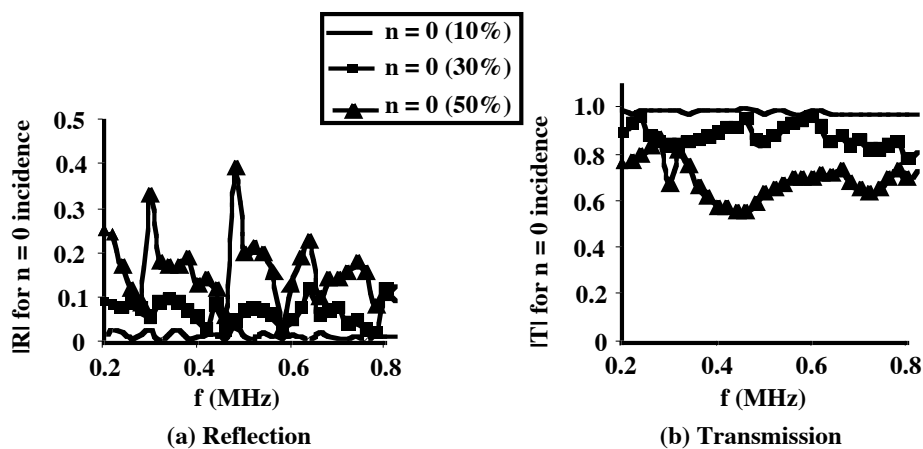 n = 0 (10%)
n = 0 (30%)
n = 0 (50%)
|R| for n = 0 incidence
0.5
0.4
0.3
0.2
0.1
0
0.2
0.4
0.6
0.8
f (MHz)
(a) Reflection
|T| for n = 0 incidence
1.0
0.8
0.6
0.4
0.2
0
0.2
0.4
0.6
0.8
f (MHz)
(b) Transmission